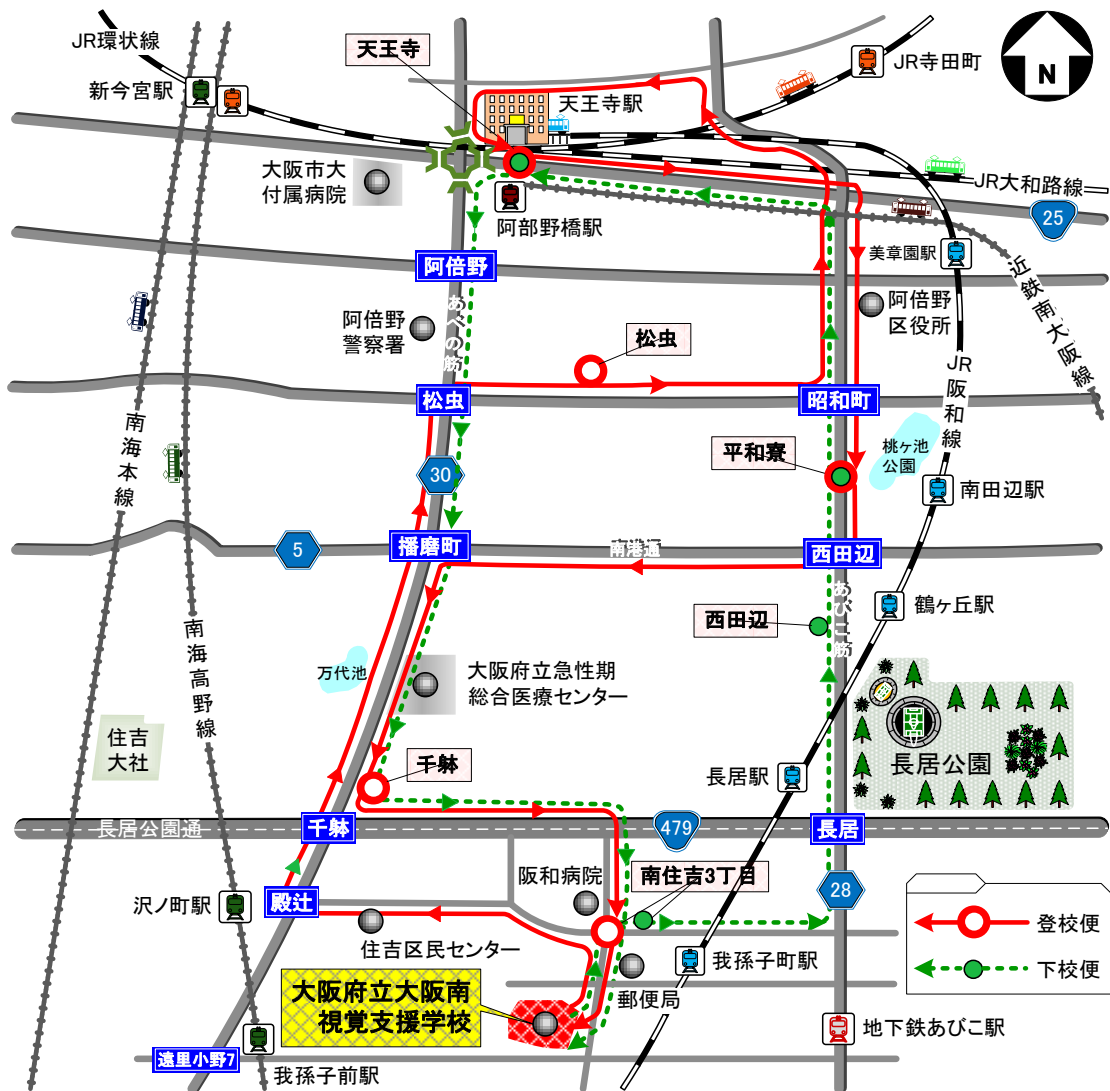 JR環状線
天王寺
JR寺田町
N
新今宮駅
天王寺駅
大阪市大
付属病院
JR大和路線
阿部野橋駅
25
阿倍野
美章園駅
近鉄南大阪線
あべの筋
阿倍野
警察署
阿倍野
区役所
松虫
JR阪和線
松虫
昭和町
南海本線
平和寮
桃ヶ池
公園
30
南田辺駅
5
播磨町
南港通
西田辺
鶴ヶ丘駅
西田辺
あびこ筋
南海高野線
万代池
大阪府立急性期
総合医療センター
住吉
大社
千躰
長居駅
長居公園
長居公園通
千躰
479
長居
阪和病院
南住吉3丁目
28
沢ノ町駅
殿辻
住吉区民センター
登校便
我孫子町駅
下校便
大阪府立大阪南
視覚支援学校
郵便局
地下鉄あびこ駅
遠里小野7
我孫子前駅